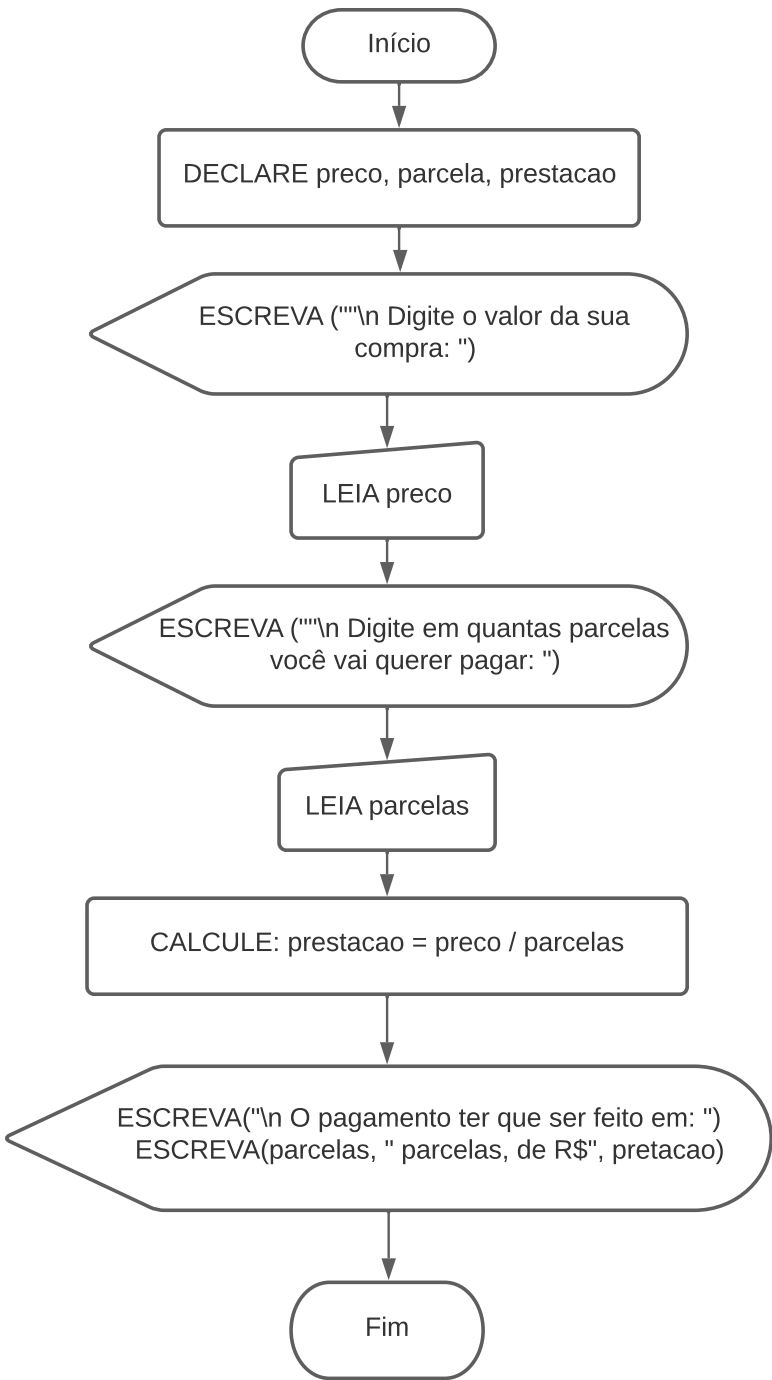 Início
DECLARE preco, parcela, prestacao
ESCREVA (""\n Digite o valor da sua
compra: ")
LEIA preco
ESCREVA (""\n Digite em quantas parcelas
você vai querer pagar: ")
LEIA parcelas
CALCULE: prestacao = preco / parcelas
ESCREVA("\n O pagamento ter que ser feito em: ")
ESCREVA(parcelas, " parcelas, de R$", pretacao)
Fim